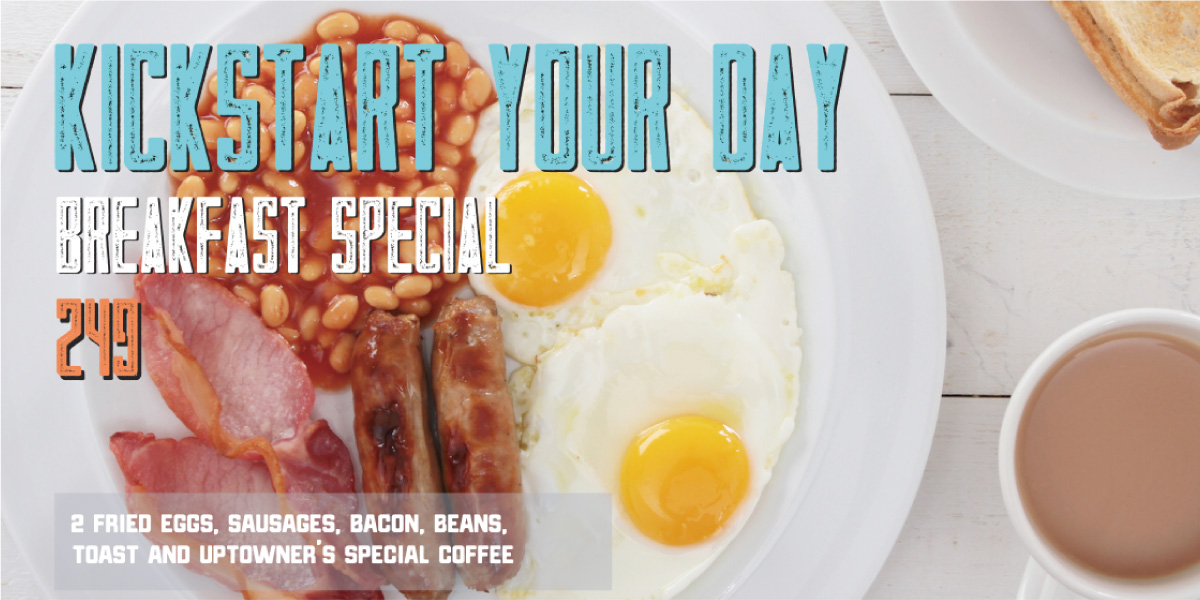 KICKSTART YOUR DAY
BREAKFAST SPECIAL
249
2 FRIED EGGS, SAUSAGES, BACON, BEANS,
TOAST AND UPTOWNER'S SPECIAL COFFEE